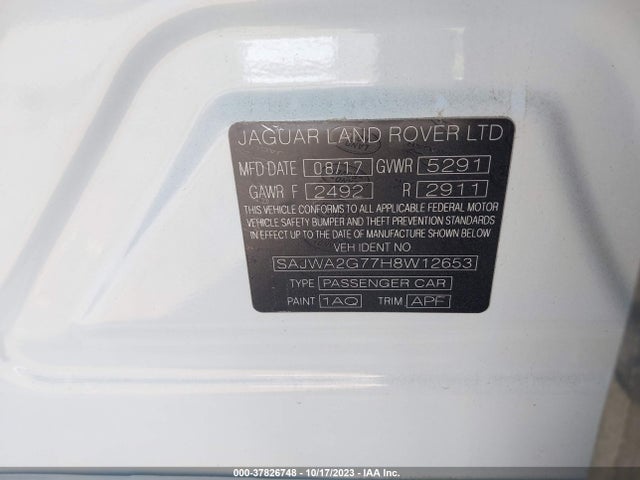 JAGUAR LAND ROVER LTD
MFD DATE 08/17 GVWR 5291
GAWR F 2492 R 2911
THIS VEHICLE CONFORMS TO ALL APPLICABLE FEDERAL MOTOR
VEHICLE SAFETY BUMPER AND THEFT PREVENTION STANDARDS
IN EFFECT UP TO THE DATE OF MANUFACTURE SHOWN BELOW
VEH IDENT NO
SAJWA2G77H8W12653
TYPE PASSENGER CAR
PAINT 1AQ TRIM APF
000-37826748 - 10/17/2023 - IAA Inc.